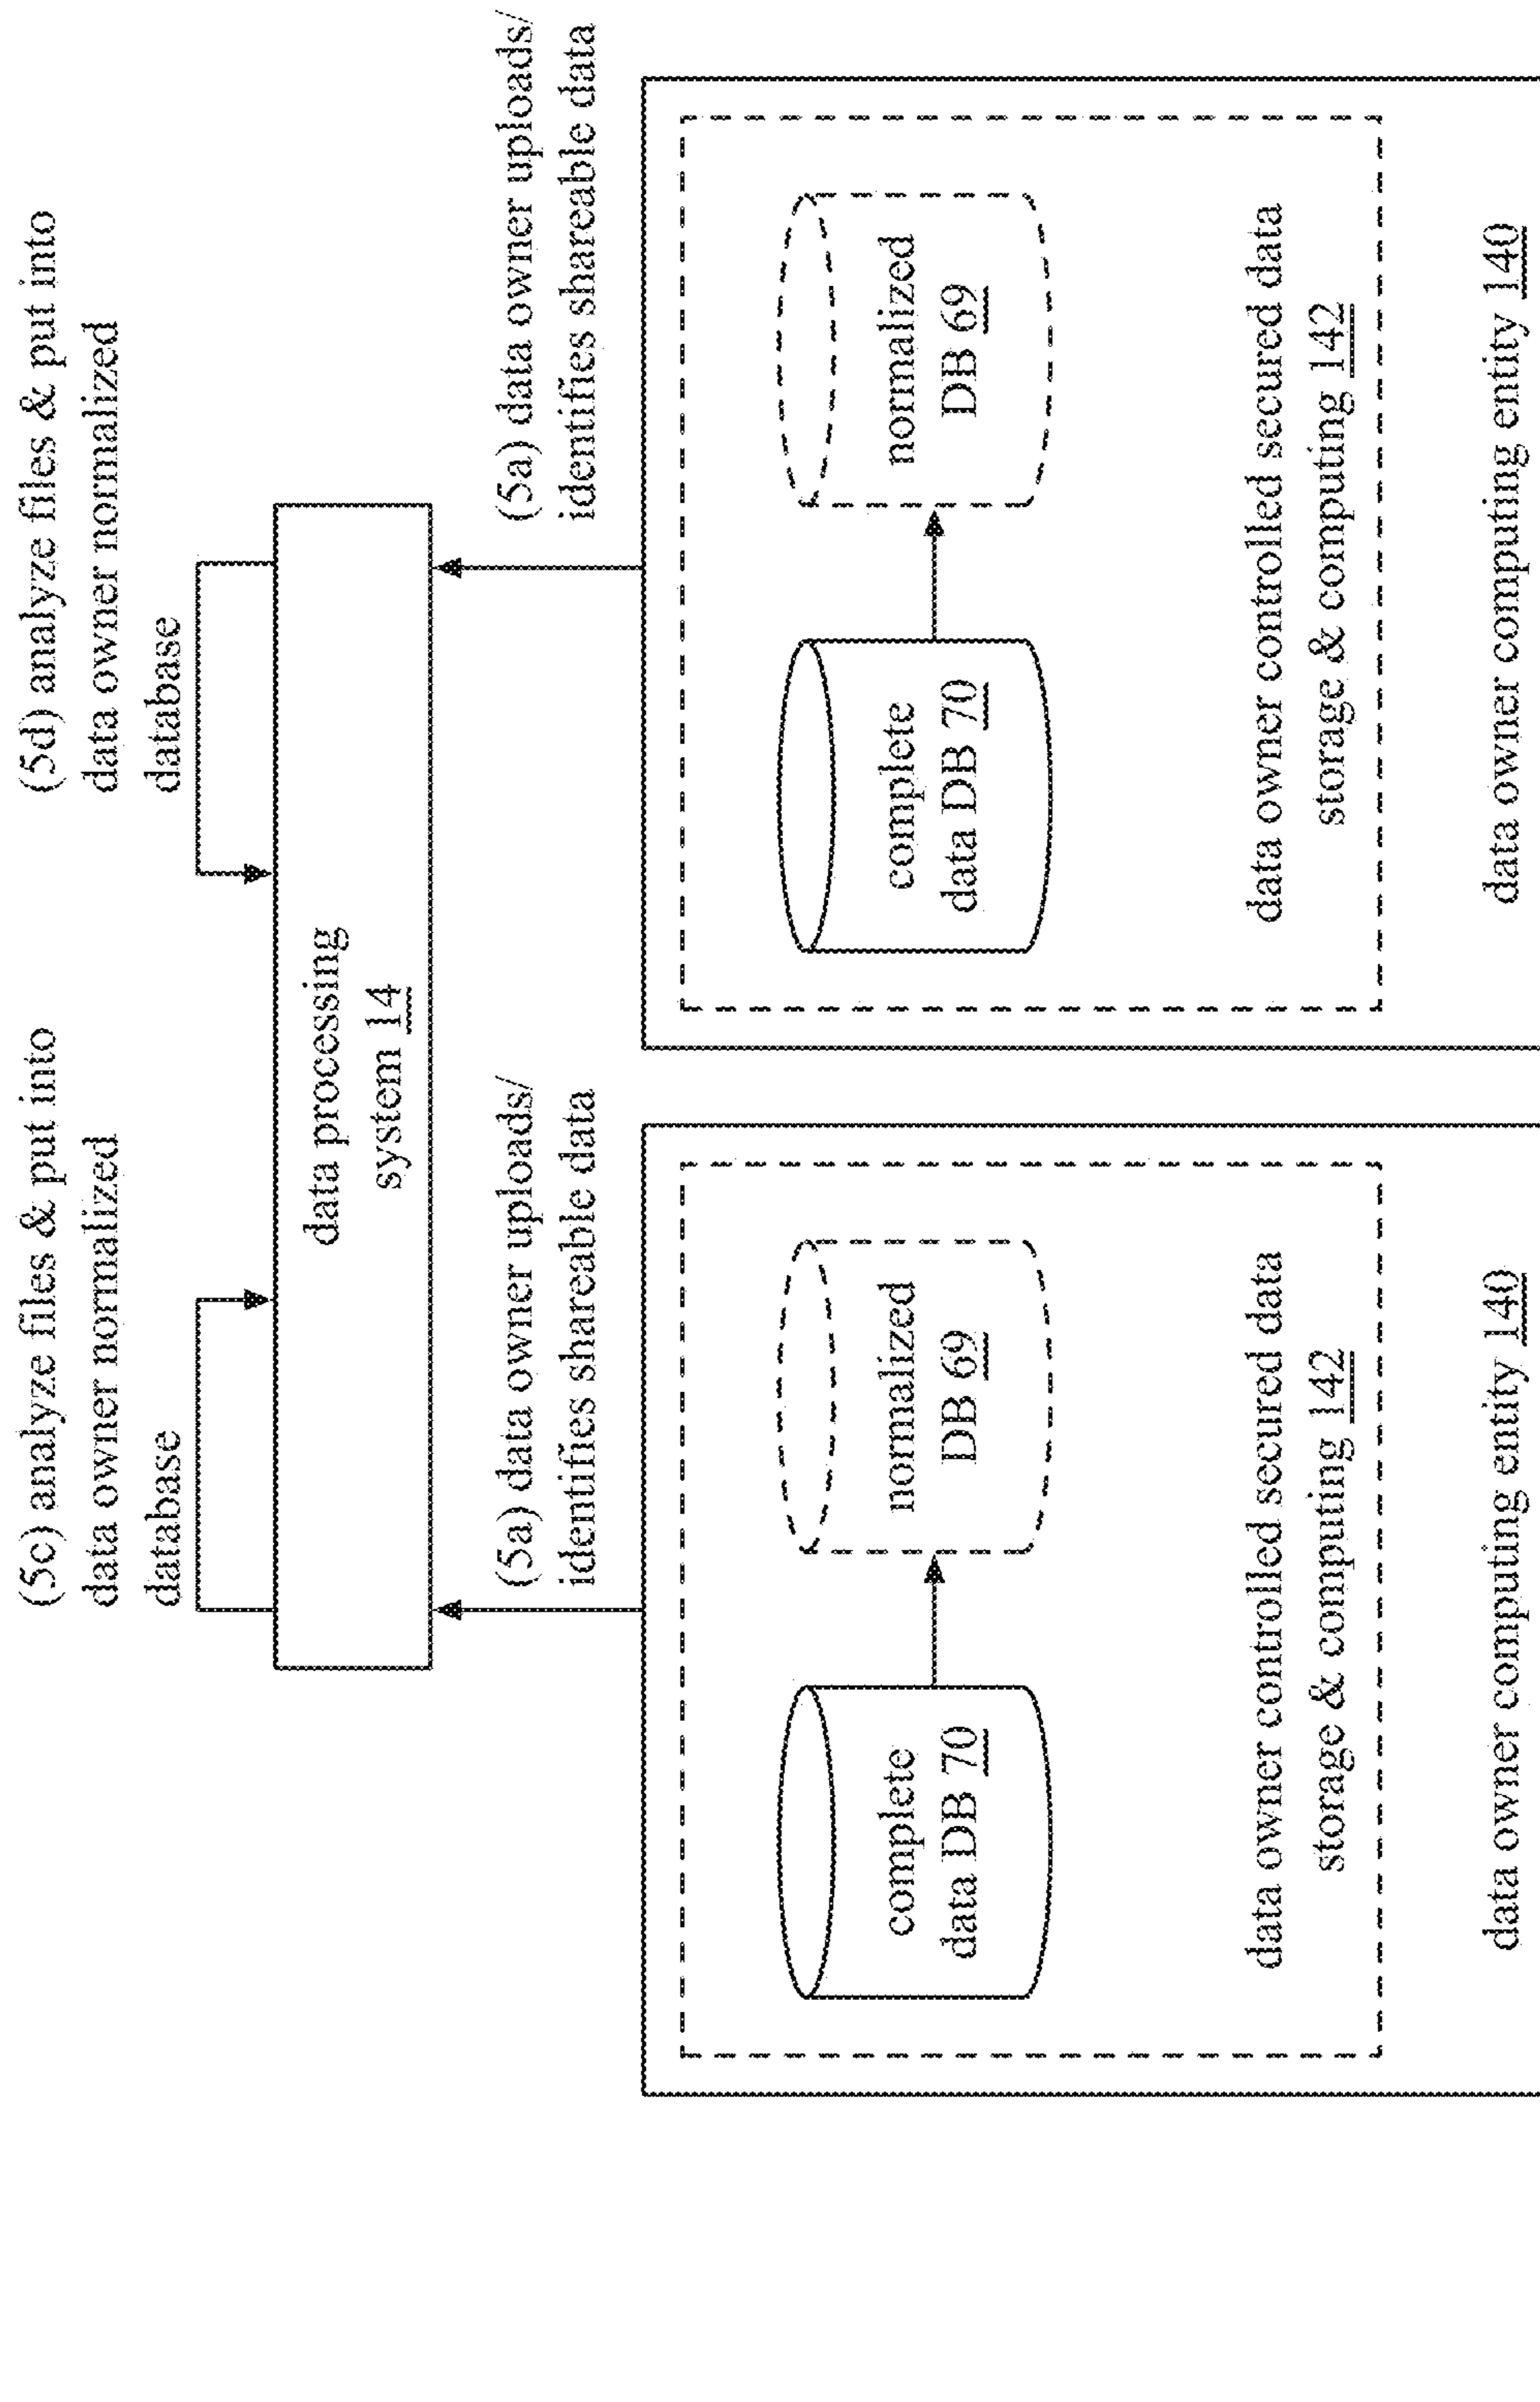 (5c) analyze files & put into
data owner normalized
database
(5d) analyze files & put into
data owner normalized
database
data processing
system 14
(5a) data owner uploads/
identifies shareable data
(5a) data owner uploads/
identifies shareable data
complete
data DB 70
normalized
DB 69
data owner controlled secured data
storage & computing 142
data owner computing entity 140
complete
data DB 70
normalized
DB 69
data owner controlled secured data
storage & computing 142
data owner computing entity 140